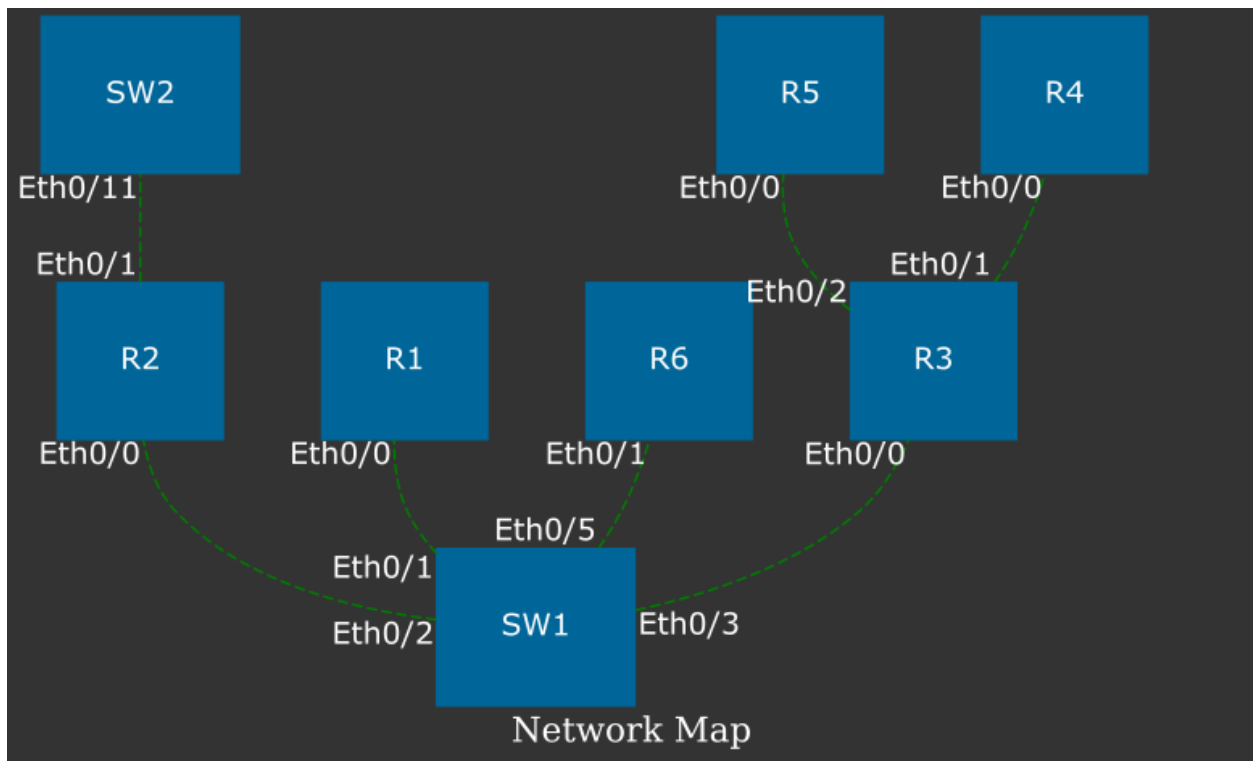 SW2
R5
R4
Eth0/11
Eth0/0
Eth0/0
Eth0/1
Eth0/2
Eth0/1
R2
R1
R6
R3
Eth0/0
Eth0/0
Eth0/1
Eth0/0
Eth0/5
Eth0/1
Eth0/2
SW1
Eth0/3
Network Map